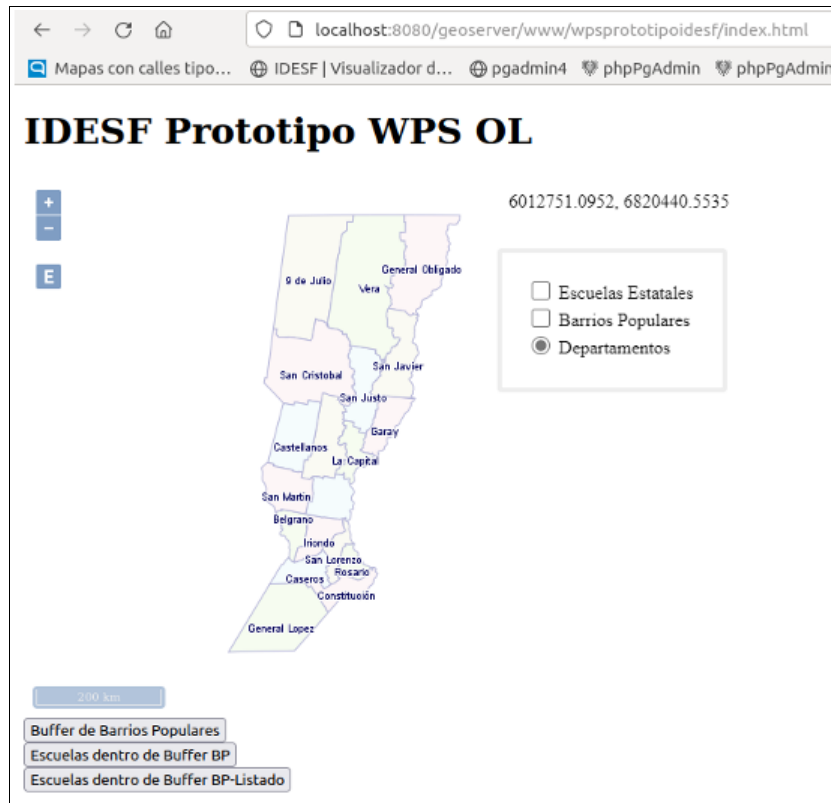 localhost:8080/geoserver/www/wpsprototipoidesf/index.html
Mapas con calles tipo... IDESF | Visualizador d... pgadmin4 phpPgAdmin phpPgAdmin
IDESF Prototipo WPS OL
+
−
E
6012751.0952, 6820440.5535
Escuelas Estatales
Barrios Populares
Departamentos
9 de Julio
Vera
General Obligado
San Cristobal
San Javier
San Justo
Garay
Castellanos
La Capital
San Martin
Belgrano
Iriondo
San Lorenzo
Rosario
Caseros
Constitución
General Lopez
200 km
Buffer de Barrios Populares
Escuelas dentro de Buffer BP
Escuelas dentro de Buffer BP-Listado